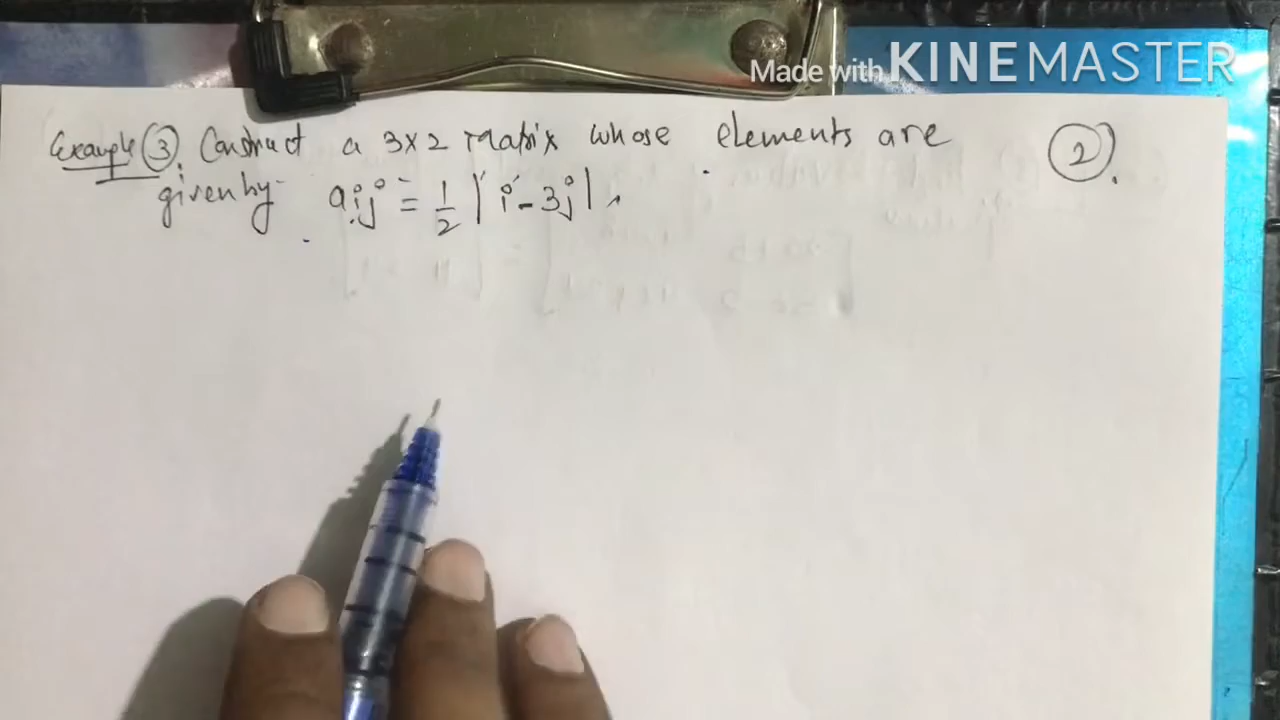 Made with KINEMASTER
Example 3. Construct a 3×2 matrix whose elements are
given by aij = 1/2 |i - 3j|,
2.